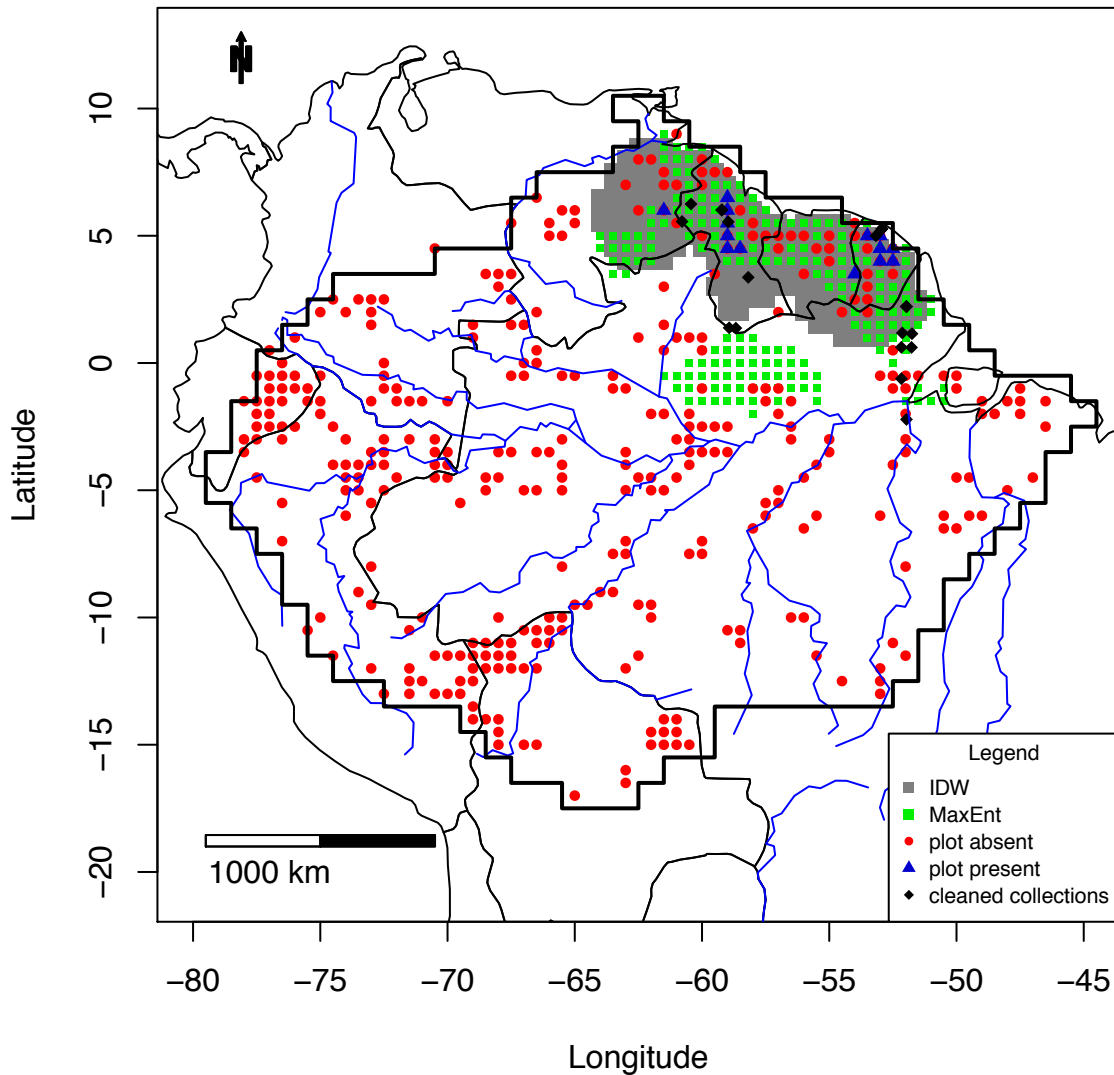 N
10
5
0
−5
−10
−15
−20
Latitude
1000 km
Legend
IDW
MaxEnt
plot absent
plot present
cleaned collections
−80 −75 −70 −65 −60 −55 −50 −45
Longitude